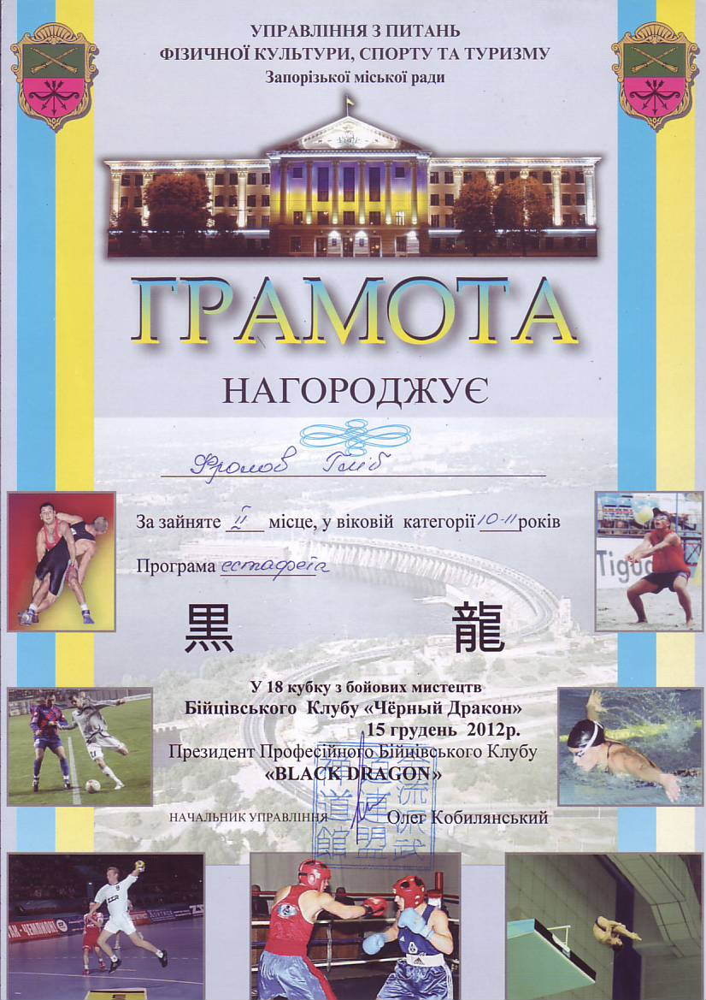 УПРАВЛІННЯ З ПИТАНЬ
ФІЗИЧНОЇ КУЛЬТУРИ, СПОРТУ ТА ТУРИЗМУ
Запорізької міської ради
ГРАМОТА
НАГОРОДЖУЄ
Фролов Гліб
За зайняте II місце, у віковій категорії 10-11 років
Програма естафета
黒 龍
У 18 кубку з бойових мистецтв
Бійцівського Клубу «Чёрный Дракон»
15 грудень 2012р.
Президент Професійного Бійцівського Клубу
«BLACK DRAGON»
НАЧАЛЬНИК УПРАВЛІННЯ Олег Кобилянський